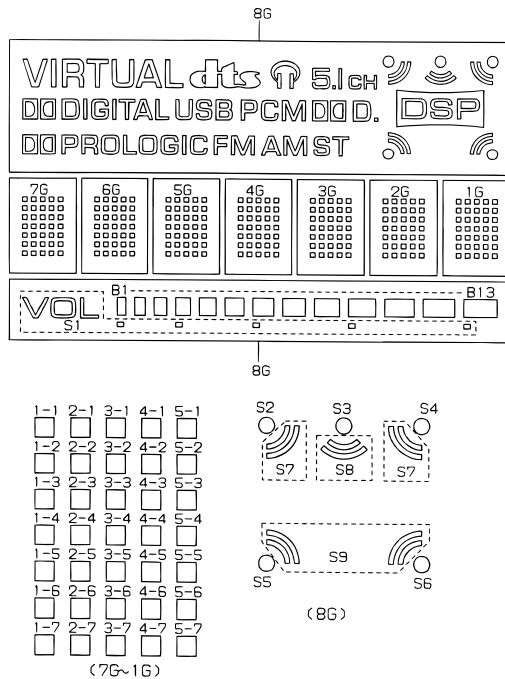 8G
VIRTUAL dts 5.1 CH
DIGITAL USB PCM D.
DSP
PROLOGIC FM AM ST
7G 6G 5G 4G 3G 2G 1G
B1 B13
VOL
S1
8G
1-1 2-1 3-1 4-1 5-1
1-2 2-2 3-2 4-2 5-2
1-3 2-3 3-3 4-3 5-3
1-4 2-4 3-4 4-4 5-4
1-5 2-5 3-5 4-5 5-5
1-6 2-6 3-6 4-6 5-6
1-7 2-7 3-7 4-7 5-7
(7G~1G)
S2 S3 S4
S7 S8 S7
S9
S5 S6
(8G)